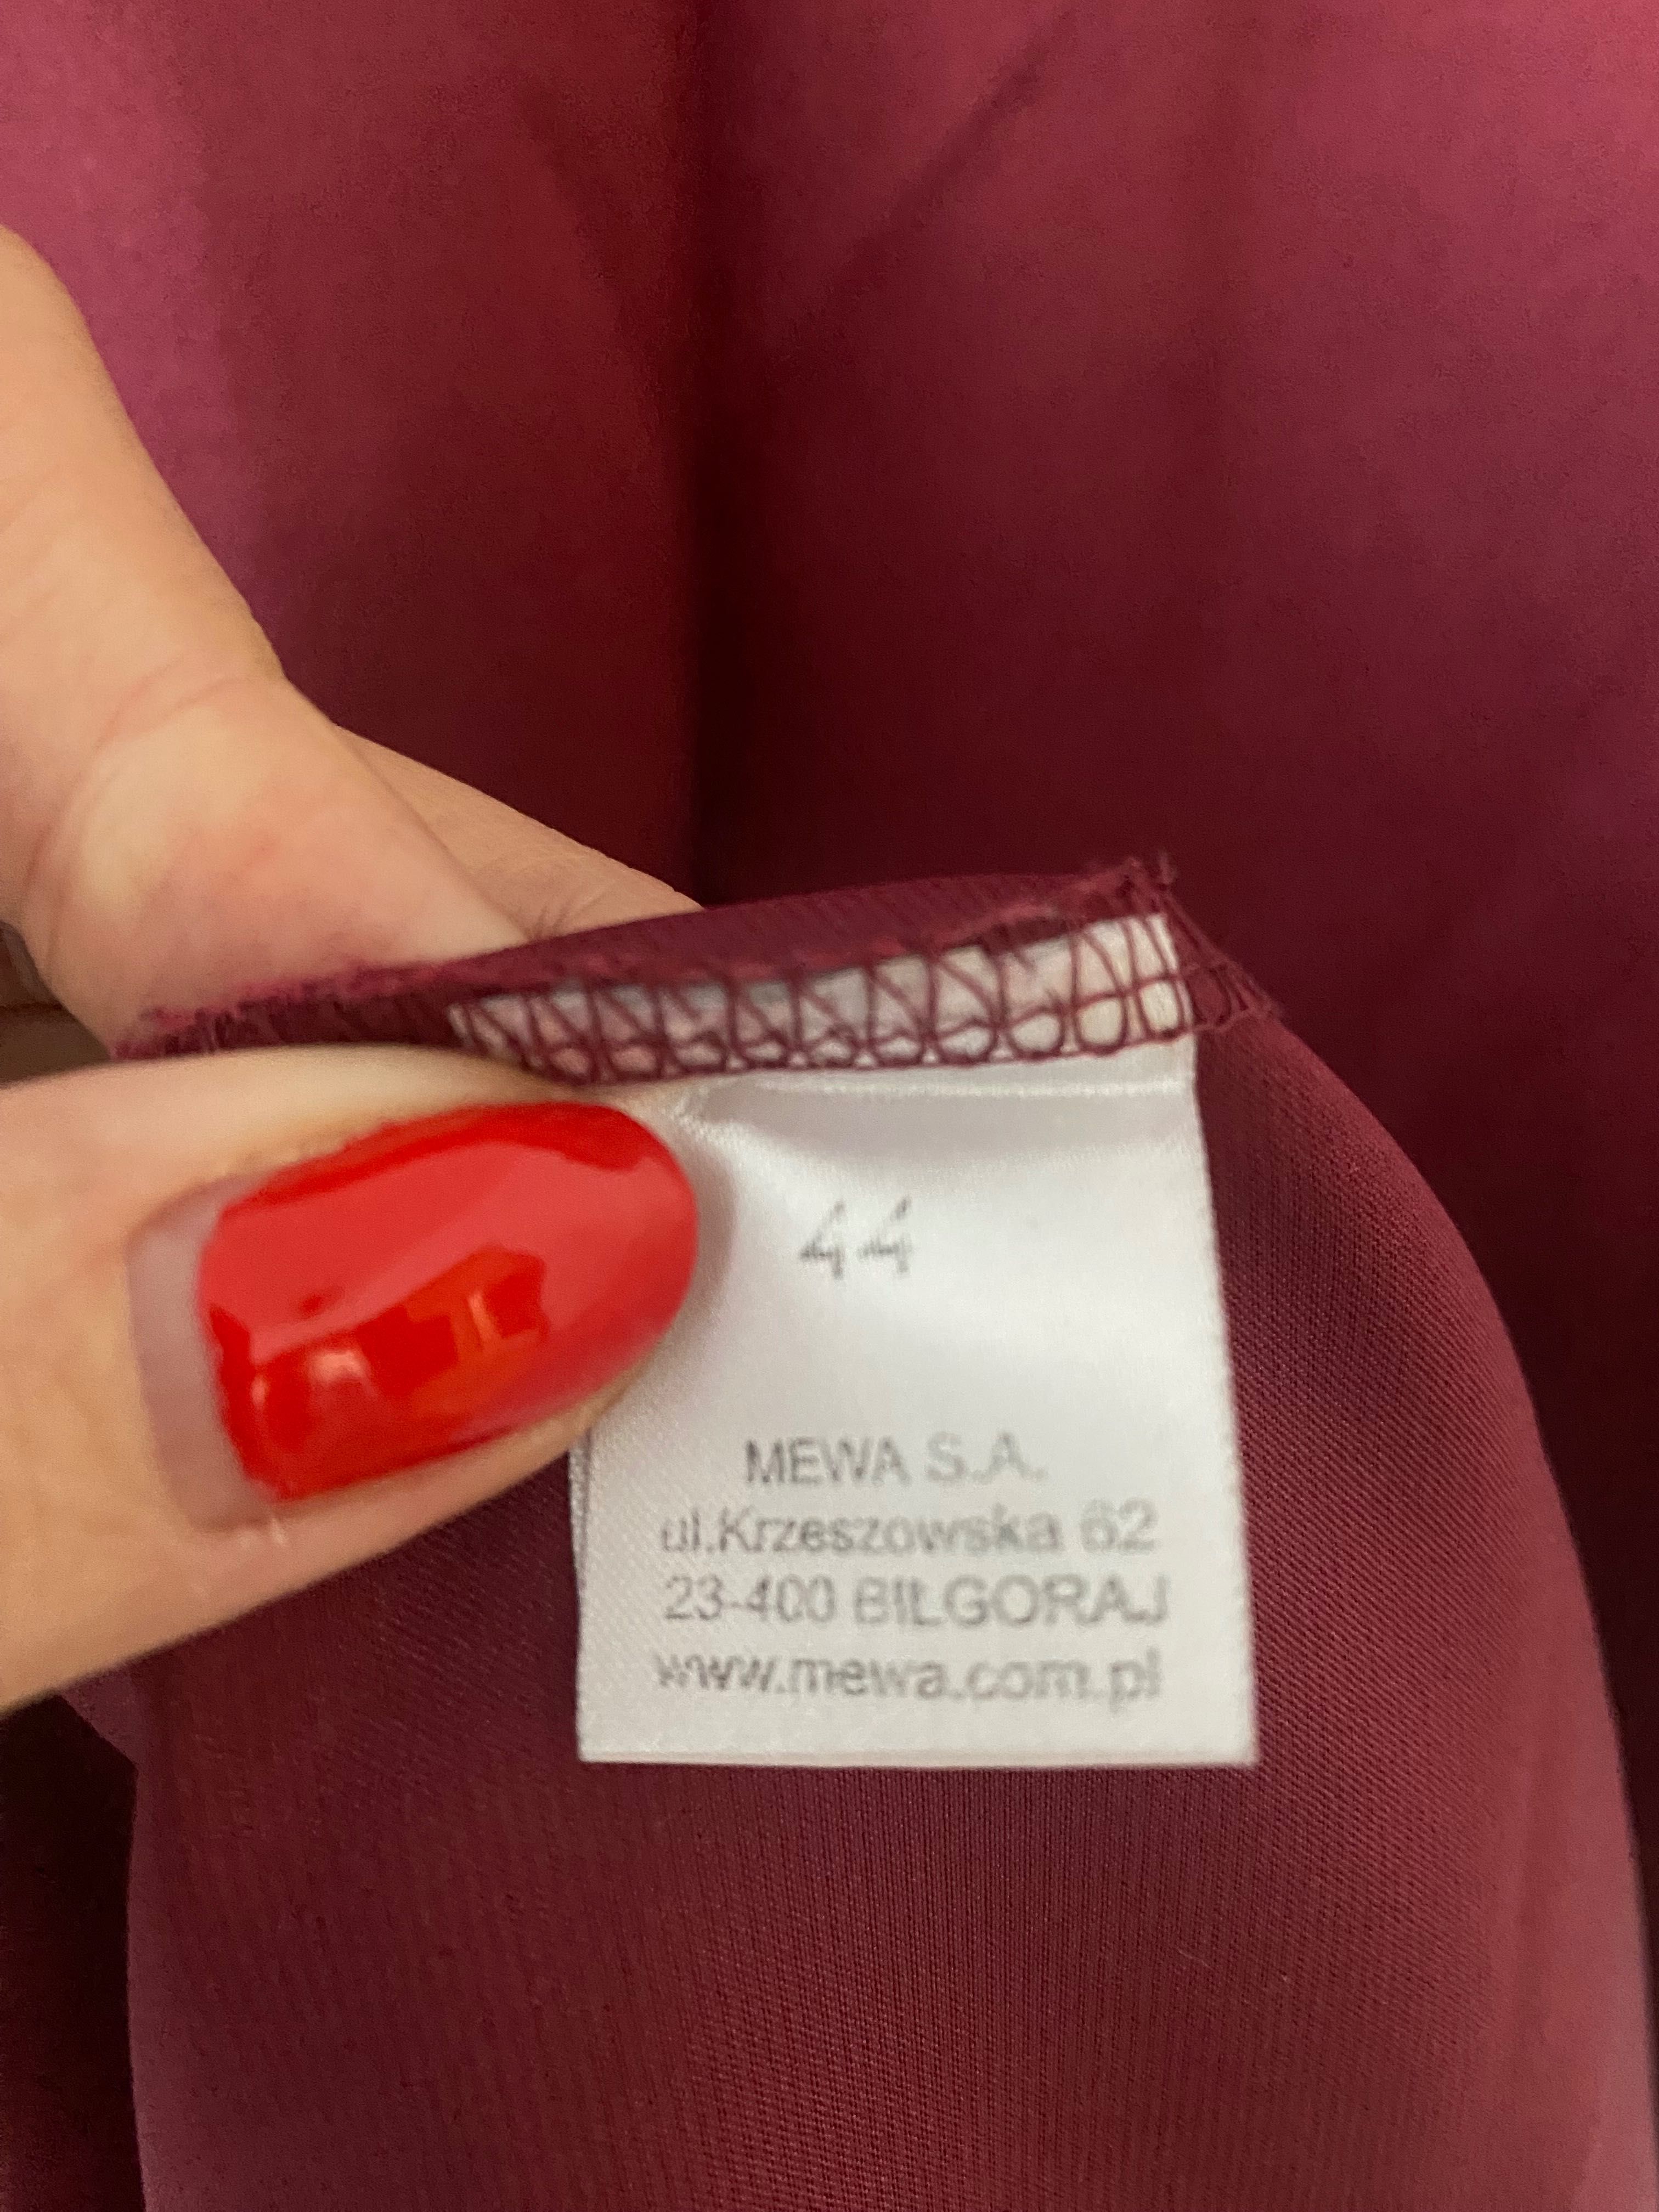 44
MEWA S.A.
ul.Krzeszowska 62
23-400 BIŁGORAJ
www.mewa.com.pl